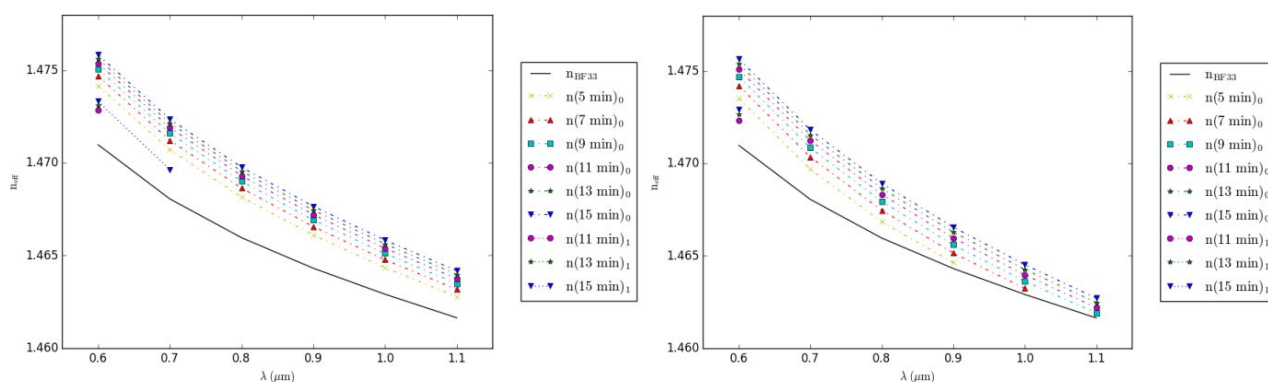 1.475
1.470
1.465
1.460
n_eff
0.6 0.7 0.8 0.9 1.0 1.1
λ (μm)
n_BF33
n(5 min)_0
n(7 min)_0
n(9 min)_0
n(11 min)_0
n(13 min)_0
n(15 min)_0
n(11 min)_1
n(13 min)_1
n(15 min)_1
1.475
1.470
1.465
1.460
n_eff
0.6 0.7 0.8 0.9 1.0 1.1
λ (μm)
n_BF33
n(5 min)_0
n(7 min)_0
n(9 min)_0
n(11 min)_0
n(13 min)_0
n(15 min)_0
n(11 min)_1
n(13 min)_1
n(15 min)_1